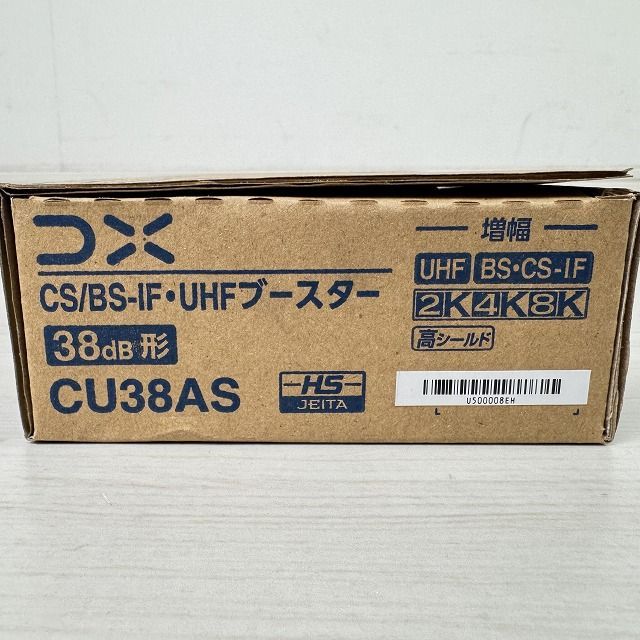 DX
CS/BS-IF・UHFブースター
38dB形
CU38AS
HS
JEITA
増幅
UHF BS・CS-IF
2K4K8K
高シールド
U500008EH